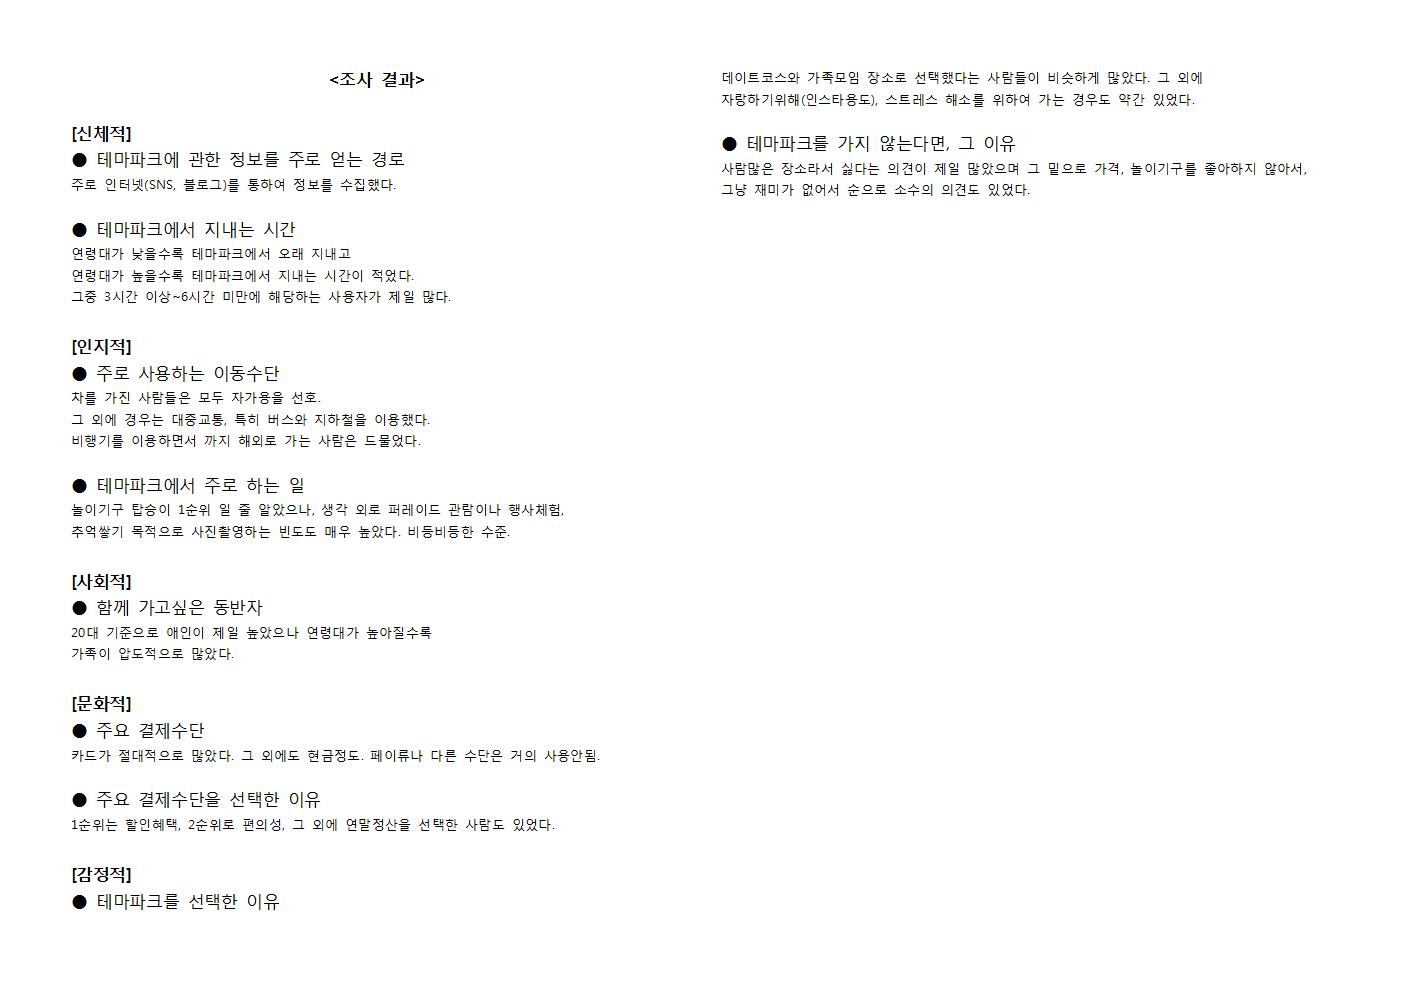 <조사 결과>
[신체적]
● 테마파크에 관한 정보를 주로 얻는 경로
주로 인터넷(SNS, 블로그)를 통하여 정보를 수집했다.
● 테마파크에서 지내는 시간
연령대가 낮을수록 테마파크에서 오래 지내고
연령대가 높을수록 테마파크에서 지내는 시간이 적었다.
그중 3시간 이상~6시간 미만에 해당하는 사용자가 제일 많다.
[인지적]
● 주로 사용하는 이동수단
차를 가진 사람들은 모두 자가용을 선호.
그 외에 경우는 대중교통, 특히 버스와 지하철을 이용했다.
비행기를 이용하면서 까지 해외로 가는 사람은 드물었다.
● 테마파크에서 주로 하는 일
놀이기구 탑승이 1순위 일 줄 알았으나, 생각 외로 퍼레이드 관람이나 행사체험,
추억쌓기 목적으로 사진촬영하는 빈도도 매우 높았다. 비등비등한 수준.
[사회적]
● 함께 가고싶은 동반자
20대 기준으로 애인이 제일 높았으나 연령대가 높아질수록
가족이 압도적으로 많았다.
[문화적]
● 주요 결제수단
카드가 절대적으로 많았다. 그 외에도 현금정도. 페이류나 다른 수단은 거의 사용안됨.
● 주요 결제수단을 선택한 이유
1순위는 할인혜택, 2순위로 편의성, 그 외에 연말정산을 선택한 사람도 있었다.
[감정적]
● 테마파크를 선택한 이유
데이트코스와 가족모임 장소로 선택했다는 사람들이 비슷하게 많았다. 그 외에
자랑하기위해(인스타용도), 스트레스 해소를 위하여 가는 경우도 약간 있었다.
● 테마파크를 가지 않는다면, 그 이유
사람많은 장소라서 싫다는 의견이 제일 많았으며 그 밑으로 가격, 놀이기구를 좋아하지 않아서,
그냥 재미가 없어서 순으로 소수의 의견도 있었다.